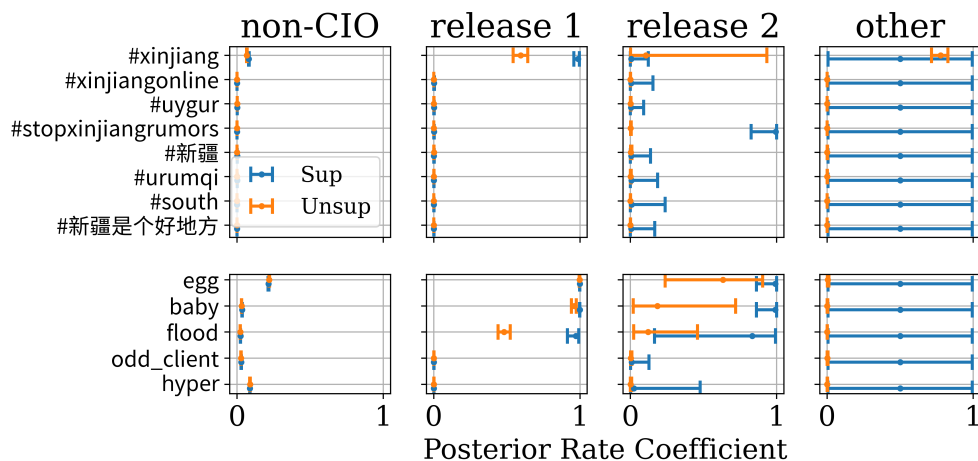 non-CIO release 1 release 2 other
#xinjiang
#xinjiangonline
#uygur
#stopxinjiangrumors
#新疆
#urumqi
#south
#新疆是个好地方
Sup
Unsup
egg
baby
flood
odd_client
hyper
0 1 0 1 0 1 0 1
Posterior Rate Coefficient